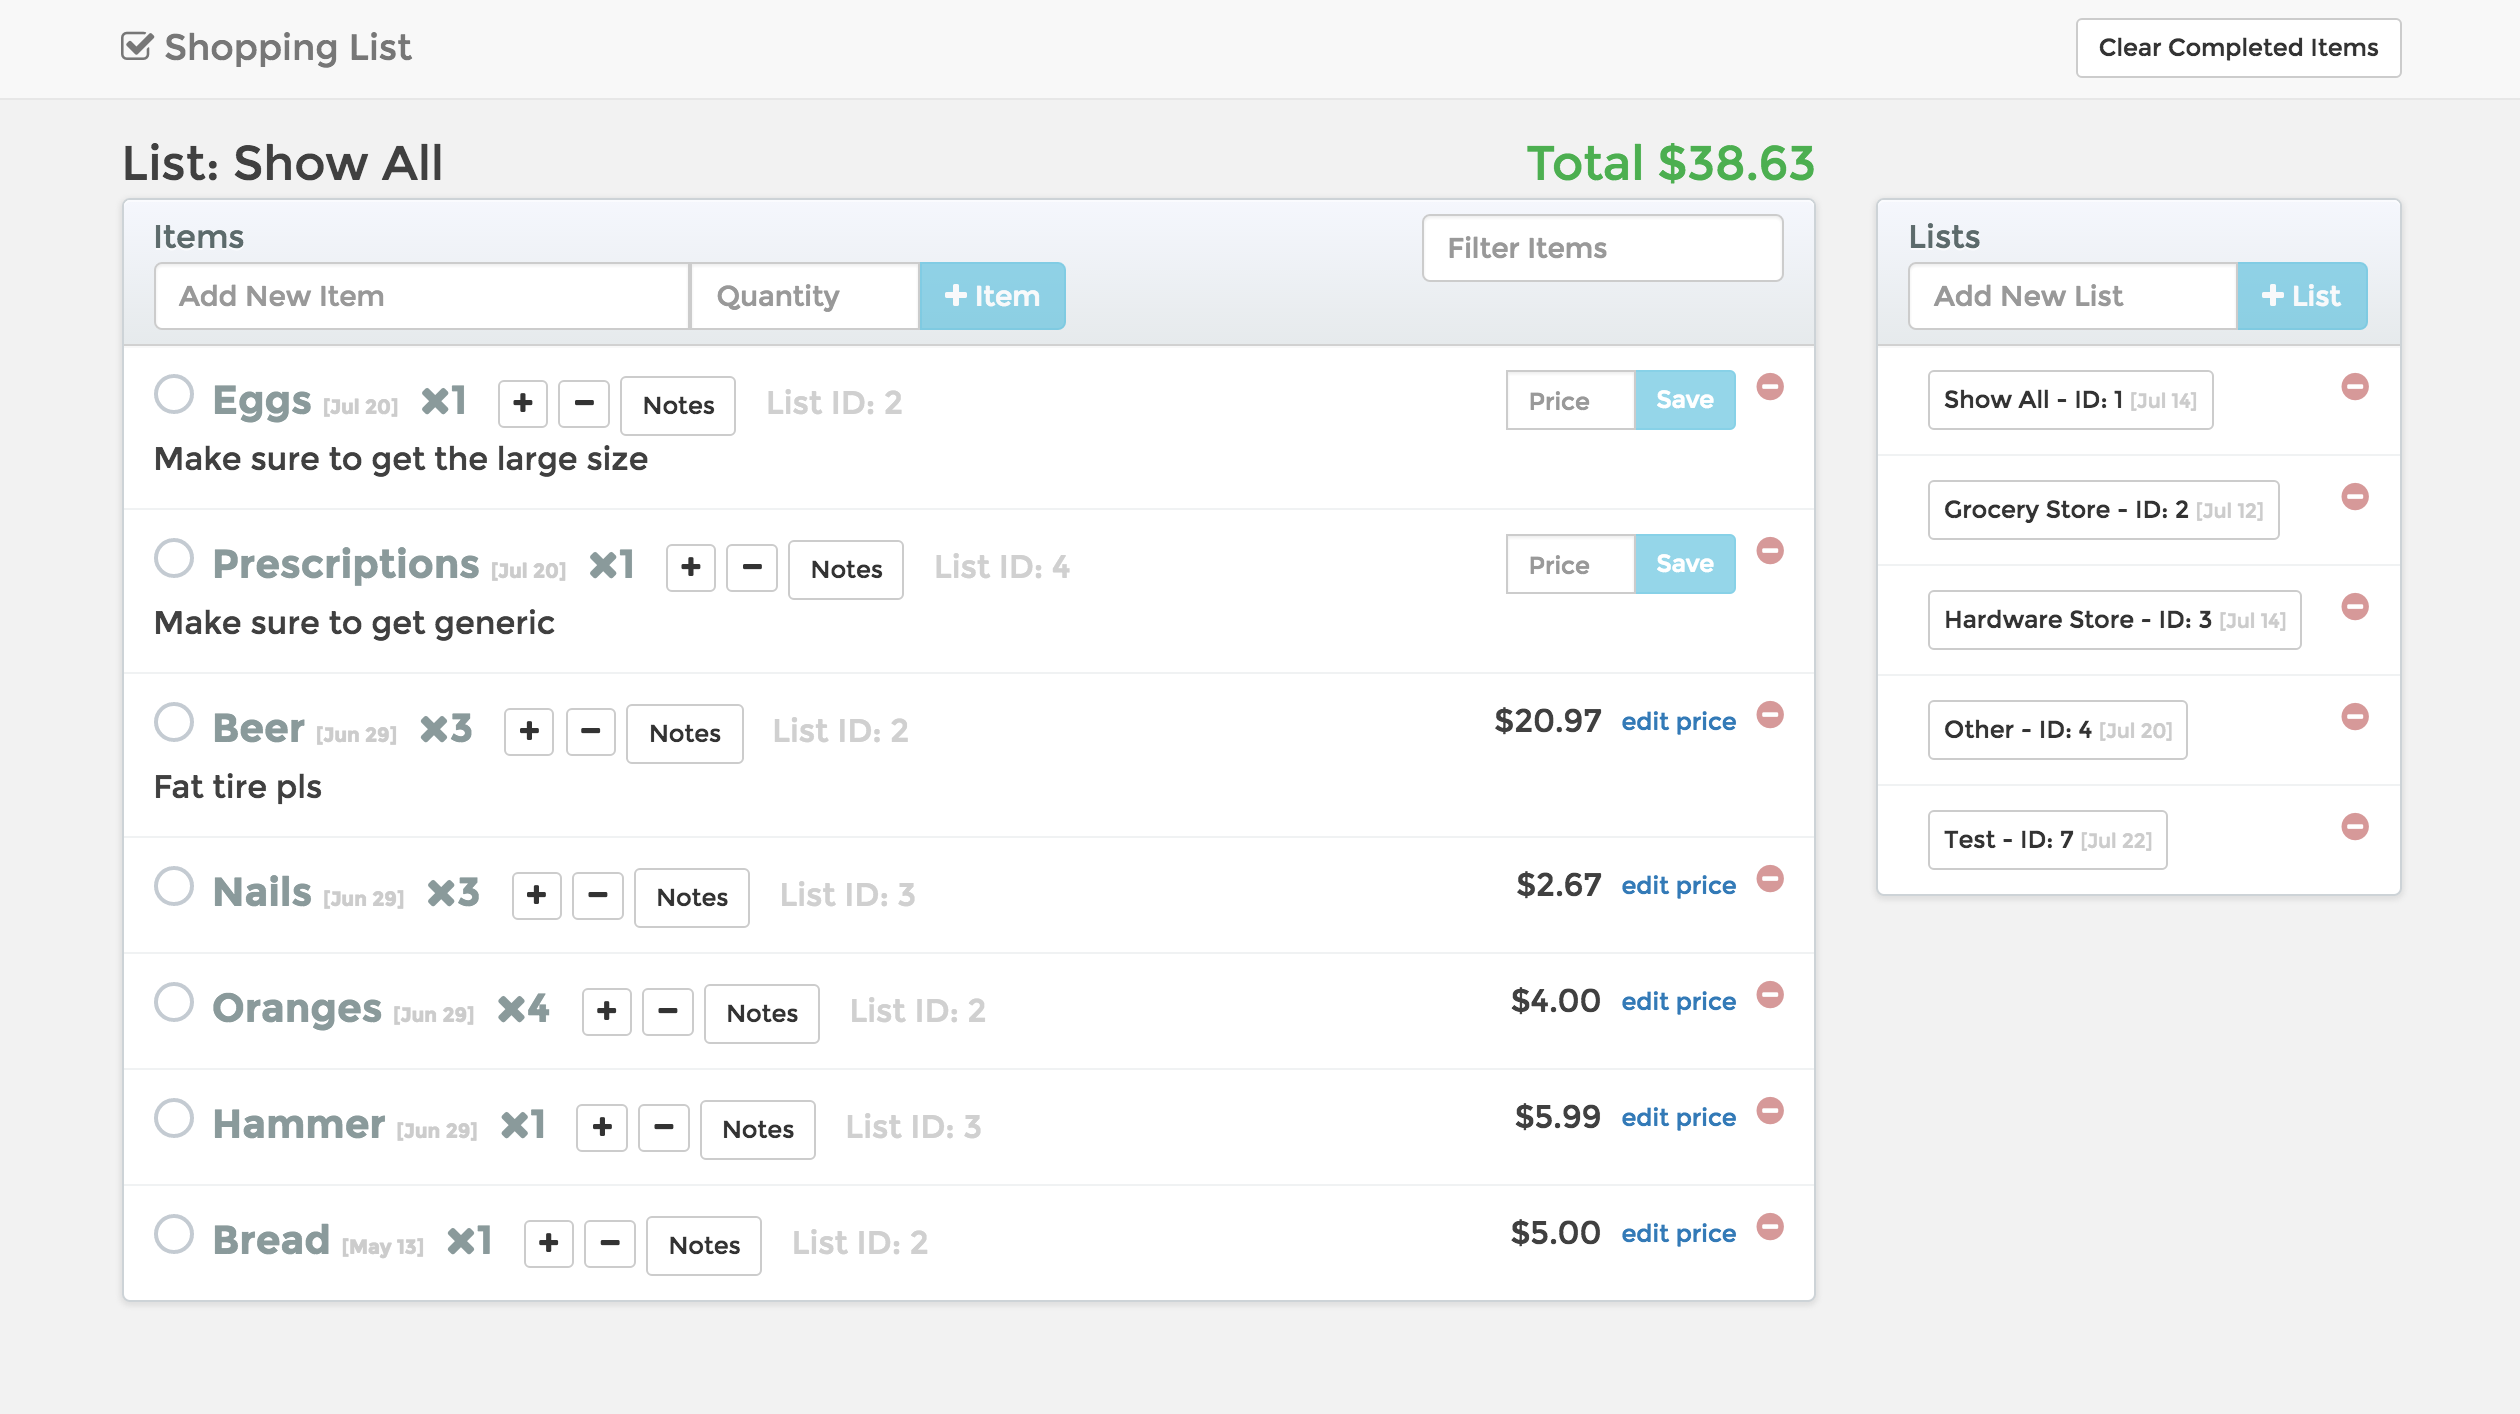 Shopping List
Clear Completed Items
List: Show All
Total $38.63
Items
Filter Items
Add New Item
Quantity
+ Item
Eggs [Jul 20] ×1 + − Notes List ID: 2 Price Save
Make sure to get the large size
Prescriptions [Jul 20] ×1 + − Notes List ID: 4 Price Save
Make sure to get generic
Beer [Jun 29] ×3 + − Notes List ID: 2 $20.97 edit price
Fat tire pls
Nails [Jun 29] ×3 + − Notes List ID: 3 $2.67 edit price
Oranges [Jun 29] ×4 + − Notes List ID: 2 $4.00 edit price
Hammer [Jun 29] ×1 + − Notes List ID: 3 $5.99 edit price
Bread [May 13] ×1 + − Notes List ID: 2 $5.00 edit price
Lists
Add New List
+ List
Show All - ID: 1 [Jul 14]
Grocery Store - ID: 2 [Jul 12]
Hardware Store - ID: 3 [Jul 14]
Other - ID: 4 [Jul 20]
Test - ID: 7 [Jul 22]